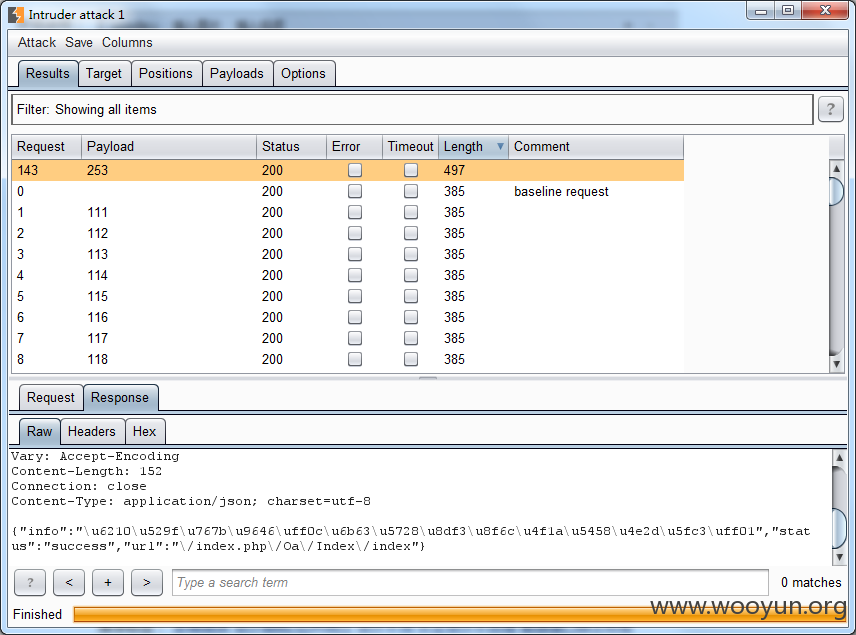 Intruder attack 1
Attack Save Columns
Results Target Positions Payloads Options
Filter: Showing all items ?
Request Payload Status Error Timeout Length Comment
143 253 200 497
0 200 385 baseline request
1 111 200 385
2 112 200 385
3 113 200 385
4 114 200 385
5 115 200 385
6 116 200 385
7 117 200 385
8 118 200 385
Request Response
Raw Headers Hex
Vary: Accept-Encoding
Content-Length: 152
Connection: close
Content-Type: application/json; charset=utf-8
{"info":"\u6210\u529f\u767b\u9646\uff0c\u6b63\u5728\u8df3\u8f6c\u4f1a\u5458\u4e2d\u5fc3\uff01","stat
us":"success","url":"\/index.php\/Oa\/Index\/index"}
? < + > Type a search term 0 matches
Finished
www.wooyun.org